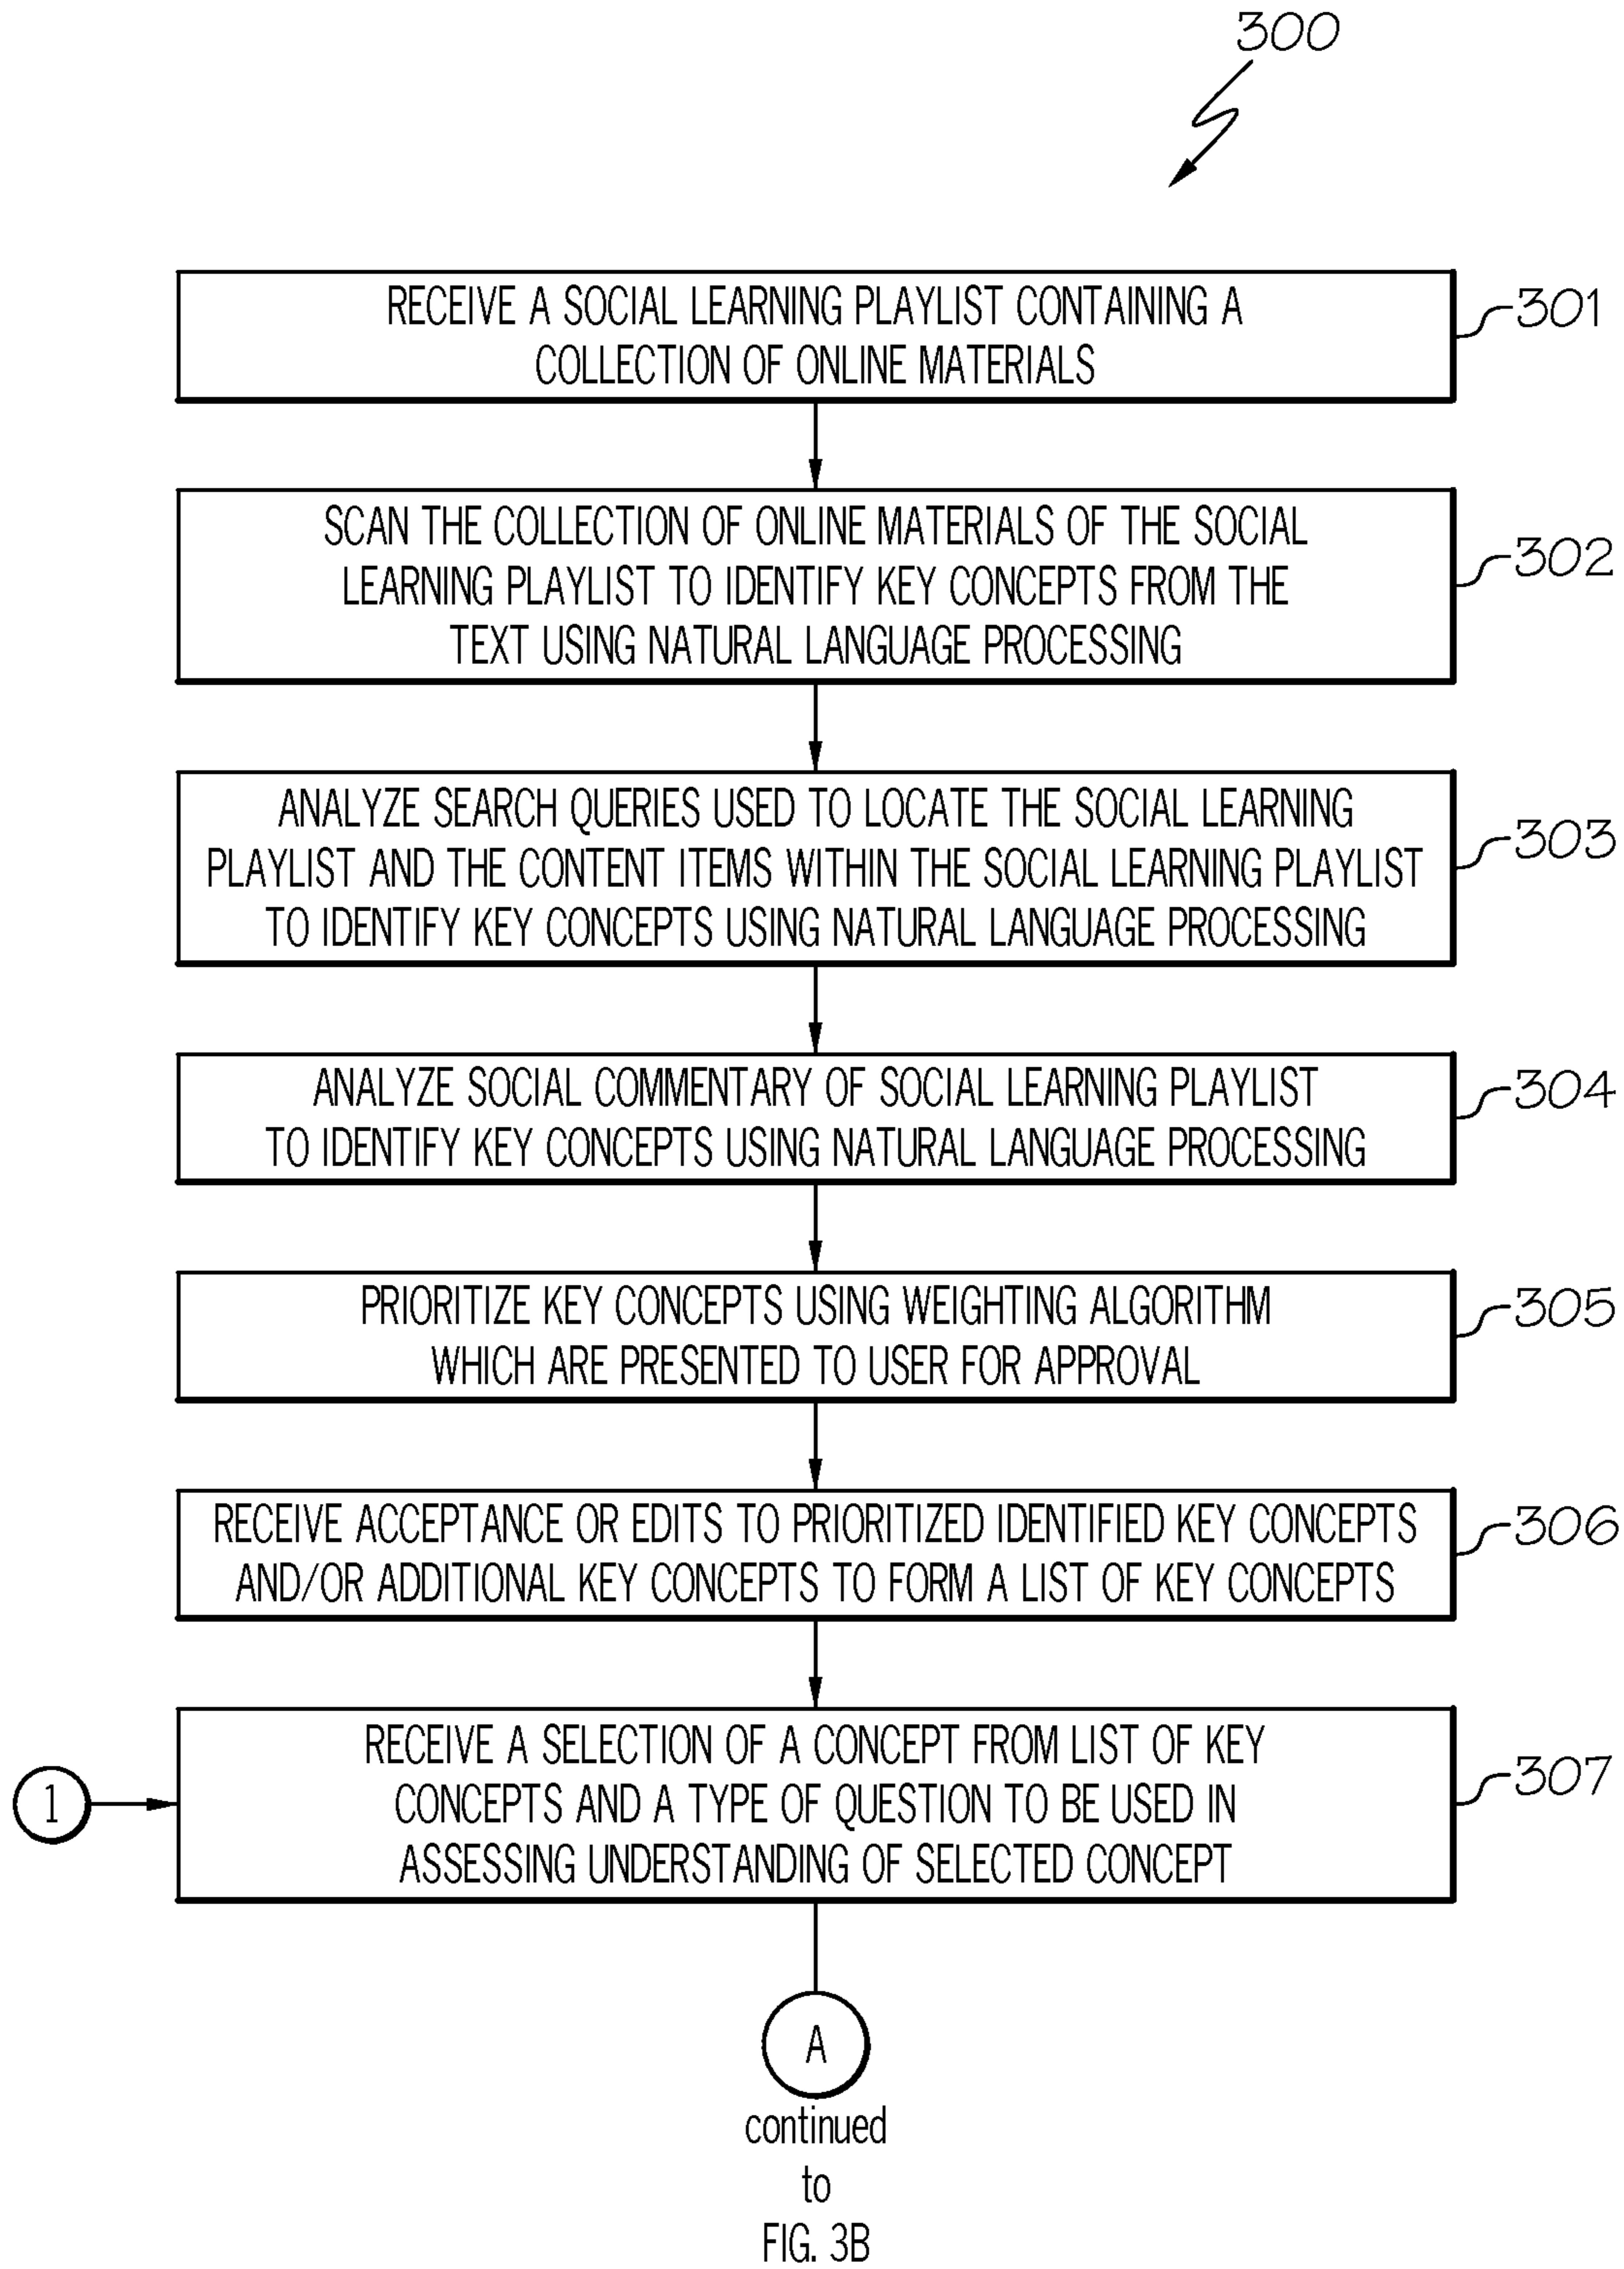 300
RECEIVE A SOCIAL LEARNING PLAYLIST CONTAINING A
COLLECTION OF ONLINE MATERIALS
301
SCAN THE COLLECTION OF ONLINE MATERIALS OF THE SOCIAL
LEARNING PLAYLIST TO IDENTIFY KEY CONCEPTS FROM THE
TEXT USING NATURAL LANGUAGE PROCESSING
302
ANALYZE SEARCH QUERIES USED TO LOCATE THE SOCIAL LEARNING
PLAYLIST AND THE CONTENT ITEMS WITHIN THE SOCIAL LEARNING PLAYLIST
TO IDENTIFY KEY CONCEPTS USING NATURAL LANGUAGE PROCESSING
303
ANALYZE SOCIAL COMMENTARY OF SOCIAL LEARNING PLAYLIST
TO IDENTIFY KEY CONCEPTS USING NATURAL LANGUAGE PROCESSING
304
PRIORITIZE KEY CONCEPTS USING WEIGHTING ALGORITHM
WHICH ARE PRESENTED TO USER FOR APPROVAL
305
RECEIVE ACCEPTANCE OR EDITS TO PRIORITIZED IDENTIFIED KEY CONCEPTS
AND/OR ADDITIONAL KEY CONCEPTS TO FORM A LIST OF KEY CONCEPTS
306
1
RECEIVE A SELECTION OF A CONCEPT FROM LIST OF KEY
CONCEPTS AND A TYPE OF QUESTION TO BE USED IN
ASSESSING UNDERSTANDING OF SELECTED CONCEPT
307
A
continued
to
FIG. 3B